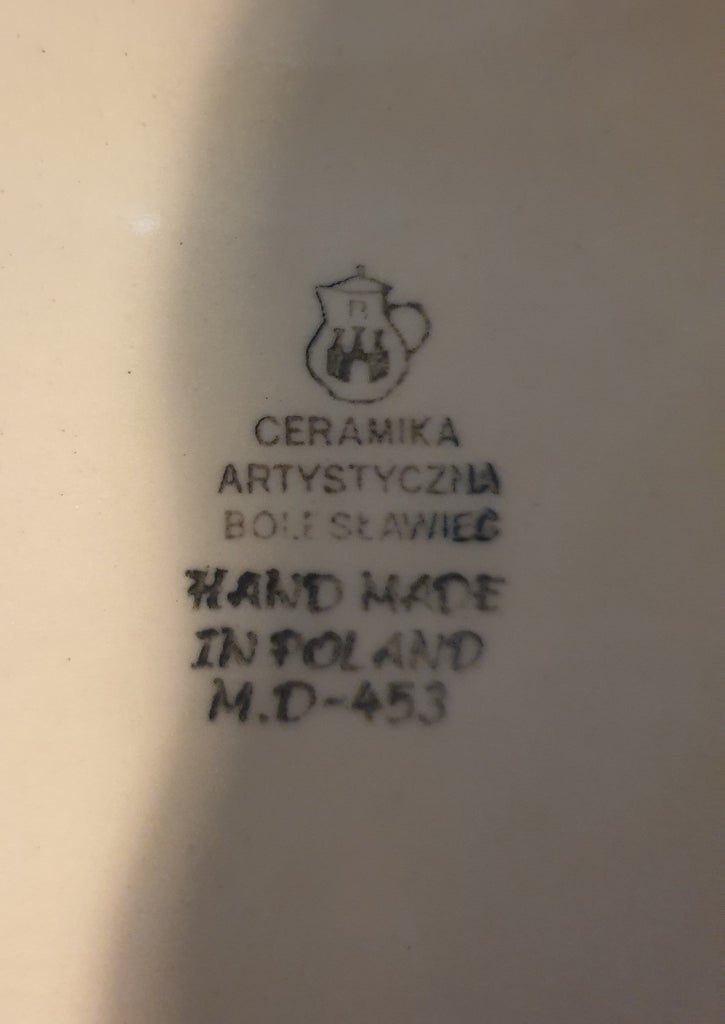 B
CERAMIKA
ARTYSTYCZNA
BOLESŁAWIEC
HAND MADE
IN POLAND
M.D-453